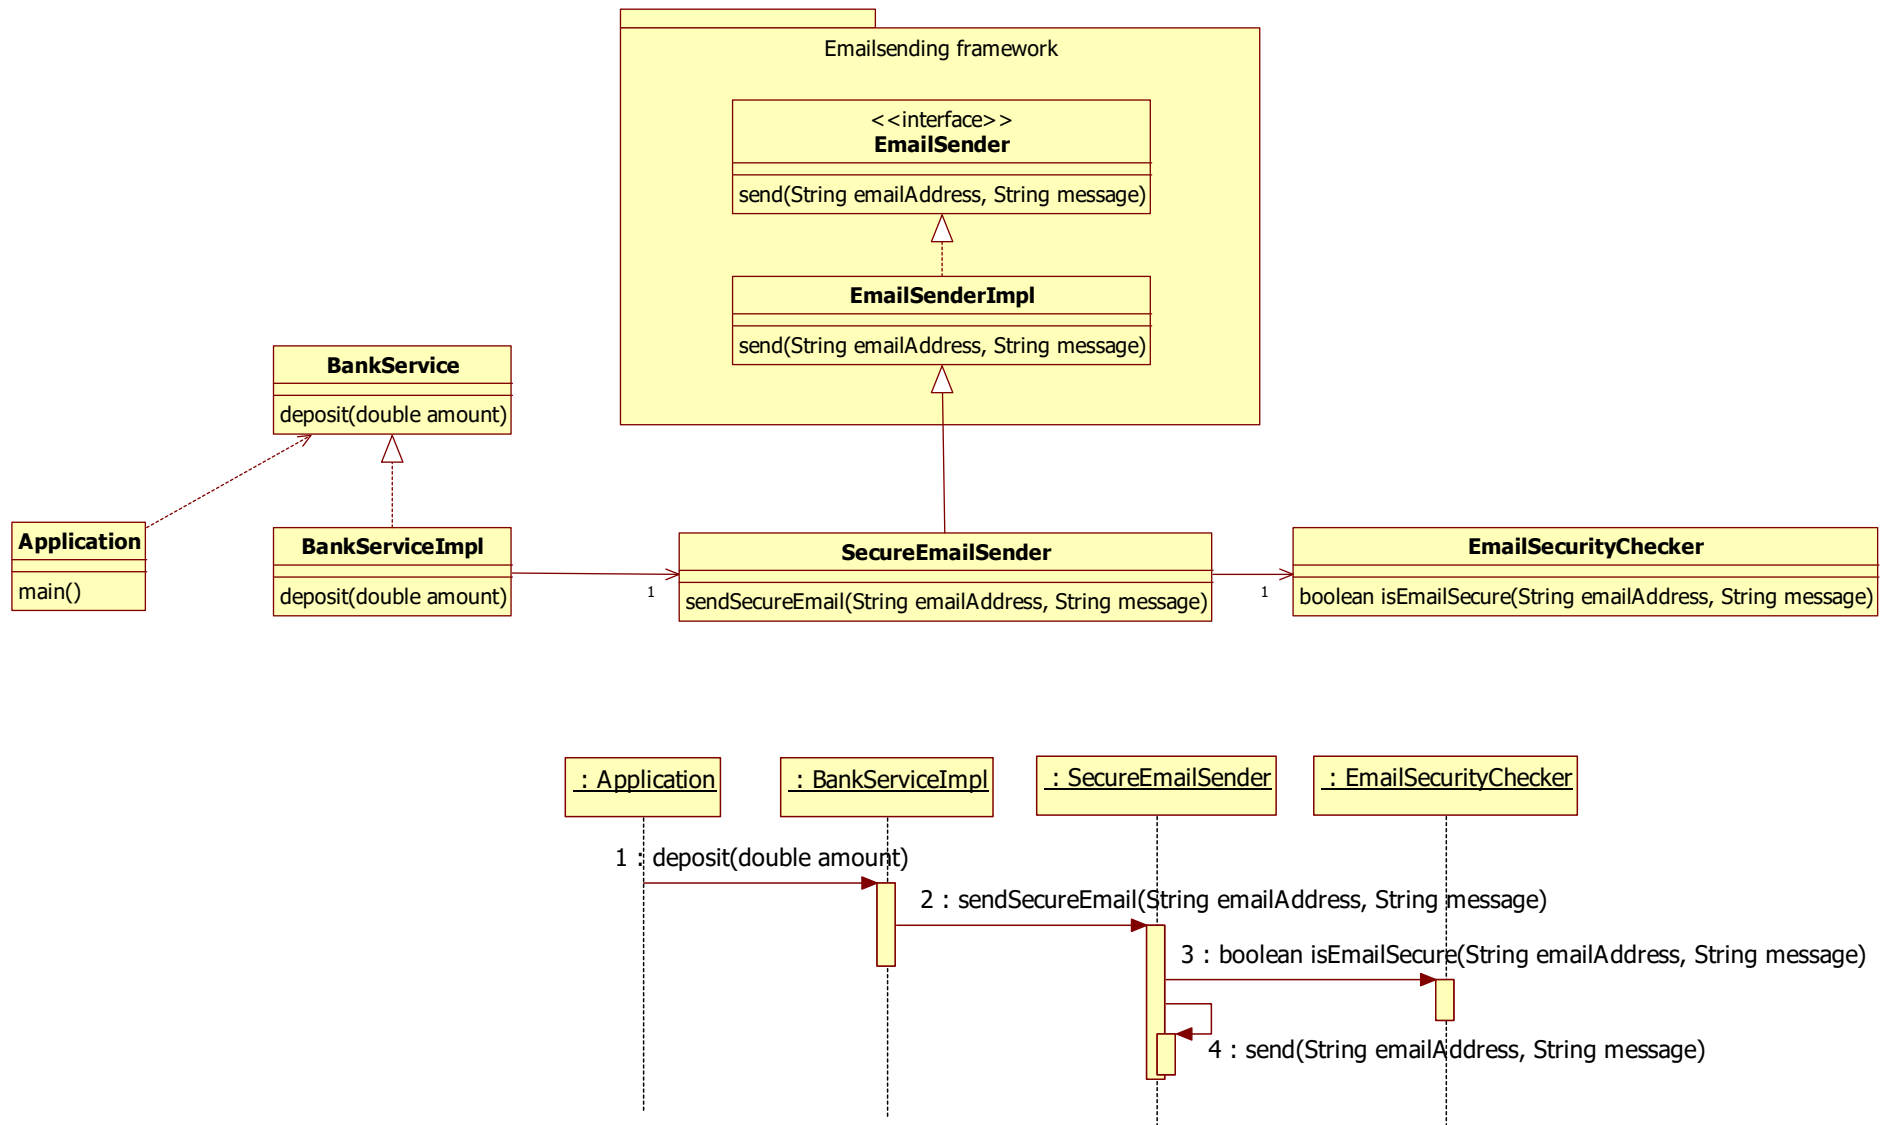 Emailsending framework
<<interface>>
EmailSender
send(String emailAddress, String message)
EmailSenderImpl
send(String emailAddress, String message)
BankService
deposit(double amount)
Application
main()
BankServiceImpl
deposit(double amount)
1
SecureEmailSender
sendSecureEmail(String emailAddress, String message)
1
EmailSecurityChecker
boolean isEmailSecure(String emailAddress, String message)
: Application
: BankServiceImpl
: SecureEmailSender
: EmailSecurityChecker
1 : deposit(double amount)
2 : sendSecureEmail(String emailAddress, String message)
3 : boolean isEmailSecure(String emailAddress, String message)
4 : send(String emailAddress, String message)